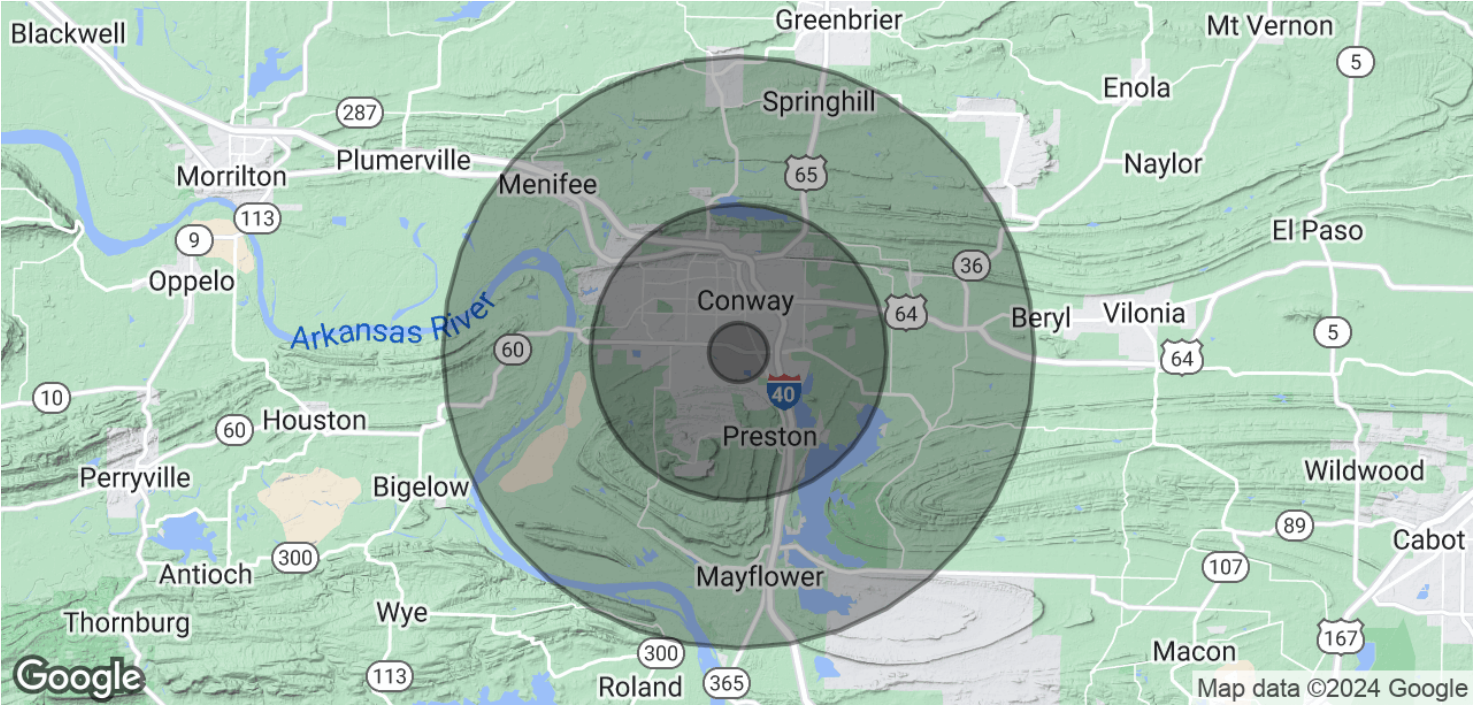 Greenbrier
Mt Vernon
Blackwell
5
Enola
Springhill
287
Plumerville
Naylor
Morrilton
65
Menifee
113
9
El Paso
36
Oppelo
Conway
64
Beryl
Vilonia
Arkansas River
5
60
64
40
10
Houston
60
Preston
Perryville
Wildwood
Bigelow
89
Cabot
300
107
Antioch
Mayflower
Wye
Thornburg
167
Macon
300
113
Roland
365
Google
Map data ©2024 Google